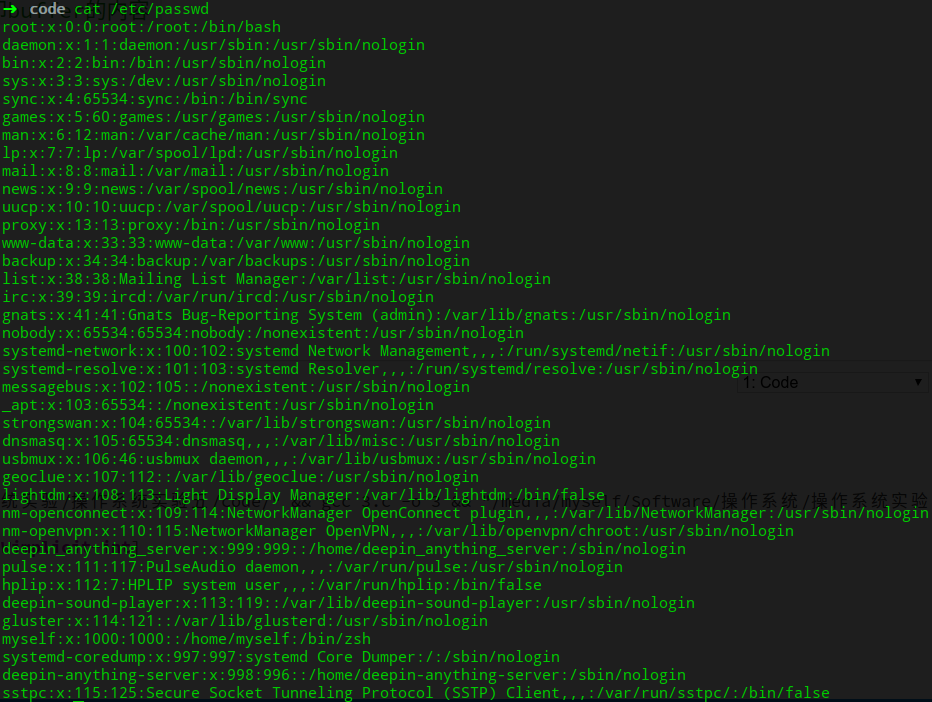 ➜ code cat /etc/passwd
root:x:0:0:root:/root:/bin/bash
daemon:x:1:1:daemon:/usr/sbin:/usr/sbin/nologin
bin:x:2:2:bin:/bin:/usr/sbin/nologin
sys:x:3:3:sys:/dev:/usr/sbin/nologin
sync:x:4:65534:sync:/bin:/bin/sync
games:x:5:60:games:/usr/games:/usr/sbin/nologin
man:x:6:12:man:/var/cache/man:/usr/sbin/nologin
lp:x:7:7:lp:/var/spool/lpd:/usr/sbin/nologin
mail:x:8:8:mail:/var/mail:/usr/sbin/nologin
news:x:9:9:news:/var/spool/news:/usr/sbin/nologin
uucp:x:10:10:uucp:/var/spool/uucp:/usr/sbin/nologin
proxy:x:13:13:proxy:/bin:/usr/sbin/nologin
www-data:x:33:33:www-data:/var/www:/usr/sbin/nologin
backup:x:34:34:backup:/var/backups:/usr/sbin/nologin
list:x:38:38:Mailing List Manager:/var/list:/usr/sbin/nologin
irc:x:39:39:ircd:/var/run/ircd:/usr/sbin/nologin
gnats:x:41:41:Gnats Bug-Reporting System (admin):/var/lib/gnats:/usr/sbin/nologin
nobody:x:65534:65534:nobody:/nonexistent:/usr/sbin/nologin
systemd-network:x:100:102:systemd Network Management,,,:/run/systemd/netif:/usr/sbin/nologin
systemd-resolve:x:101:103:systemd Resolver,,,:/run/systemd/resolve:/usr/sbin/nologin
messagebus:x:102:105::/nonexistent:/usr/sbin/nologin
1: Code
_apt:x:103:65534::/nonexistent:/usr/sbin/nologin
strongswan:x:104:65534::/var/lib/strongswan:/usr/sbin/nologin
dnsmasq:x:105:65534:dnsmasq,,,:/var/lib/misc:/usr/sbin/nologin
usbmux:x:106:46:usbmux daemon,,,:/var/lib/usbmux:/usr/sbin/nologin
geoclue:x:107:112::/var/lib/geoclue:/usr/sbin/nologin
lightdm:x:108:113:Light Display Manager:/var/lib/lightdm:/bin/false
/Software/操作系统/操作系统实验
nm-openconnect:x:109:114:NetworkManager OpenConnect plugin,,,:/var/lib/NetworkManager:/usr/sbin/nologin
nm-openvpn:x:110:115:NetworkManager OpenVPN,,,:/var/lib/openvpn/chroot:/usr/sbin/nologin
deepin_anything_server:x:999:999::/home/deepin_anything_server:/sbin/nologin
pulse:x:111:117:PulseAudio daemon,,,:/var/run/pulse:/usr/sbin/nologin
hplip:x:112:7:HPLIP system user,,,:/var/run/hplip:/bin/false
deepin-sound-player:x:113:119::/var/lib/deepin-sound-player:/usr/sbin/nologin
gluster:x:114:121::/var/lib/glusterd:/usr/sbin/nologin
myself:x:1000:1000::/home/myself:/bin/zsh
systemd-coredump:x:997:997:systemd Core Dumper:/:/sbin/nologin
deepin-anything-server:x:998:996::/home/deepin-anything-server:/sbin/nologin
sstpc:x:115:125:Secure Socket Tunneling Protocol (SSTP) Client,,,:/var/run/sstpc/:/bin/false